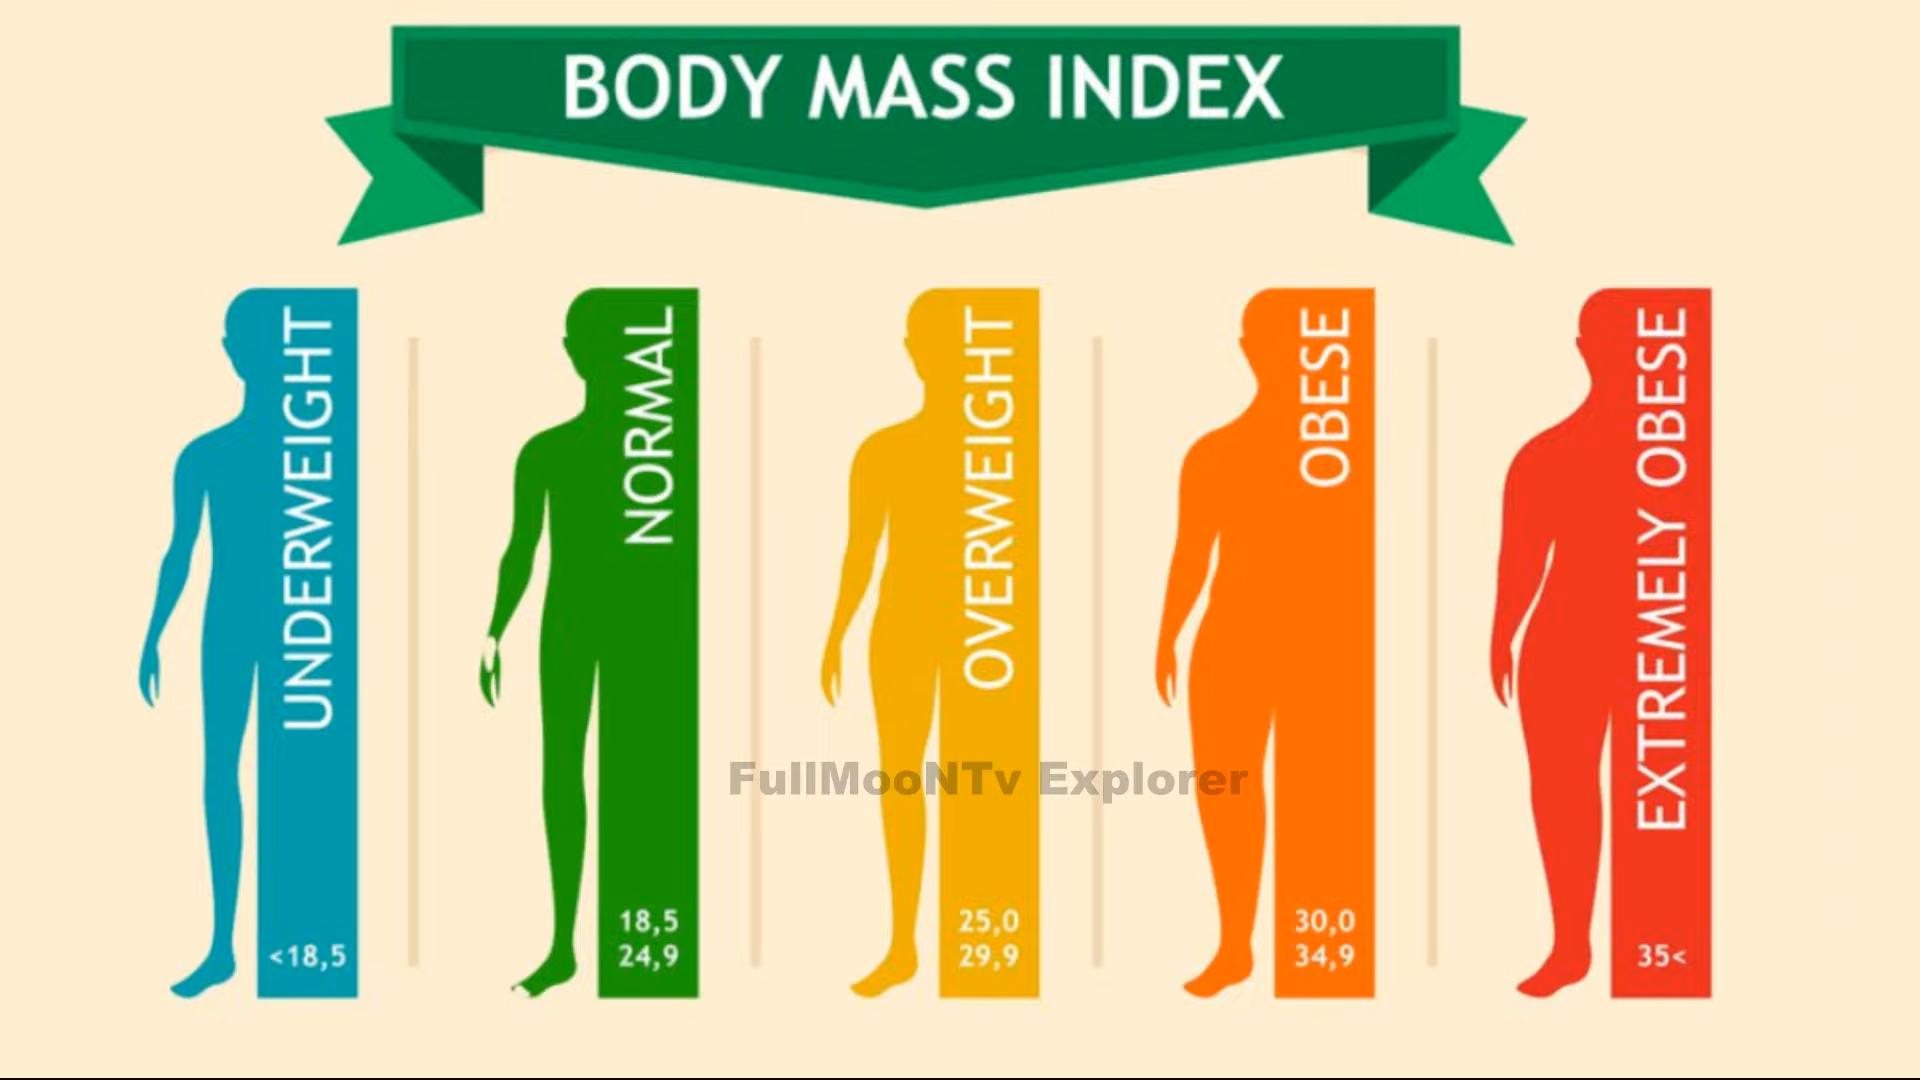 BODY MASS INDEX
UNDERWEIGHT
<18,5
NORMAL
18,5
24,9
OVERWEIGHT
25,0
29,9
OBESE
30,0
34,9
EXTREMELY OBESE
35<
FullMooNTv Explorer